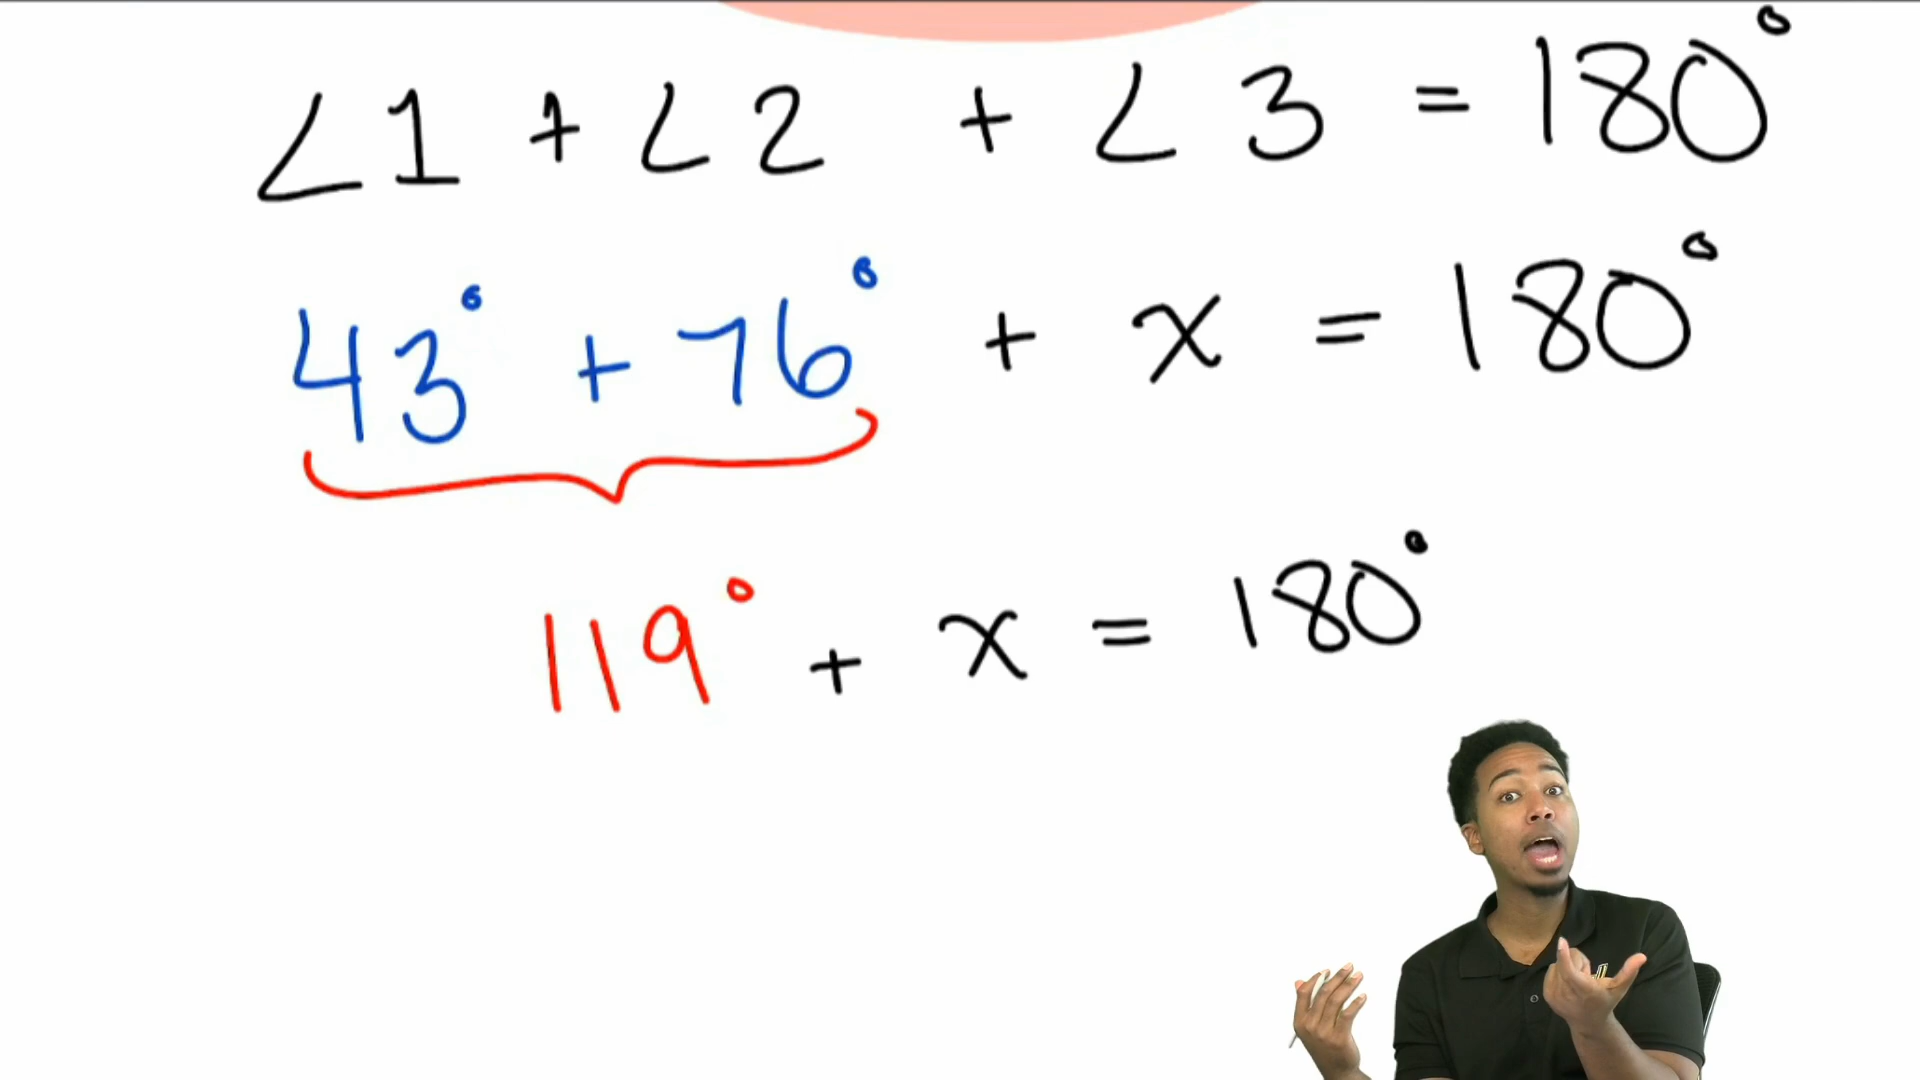 ∠1 + ∠2 + ∠3 = 180°
43° + 76° + x = 180°
119° + x = 180°